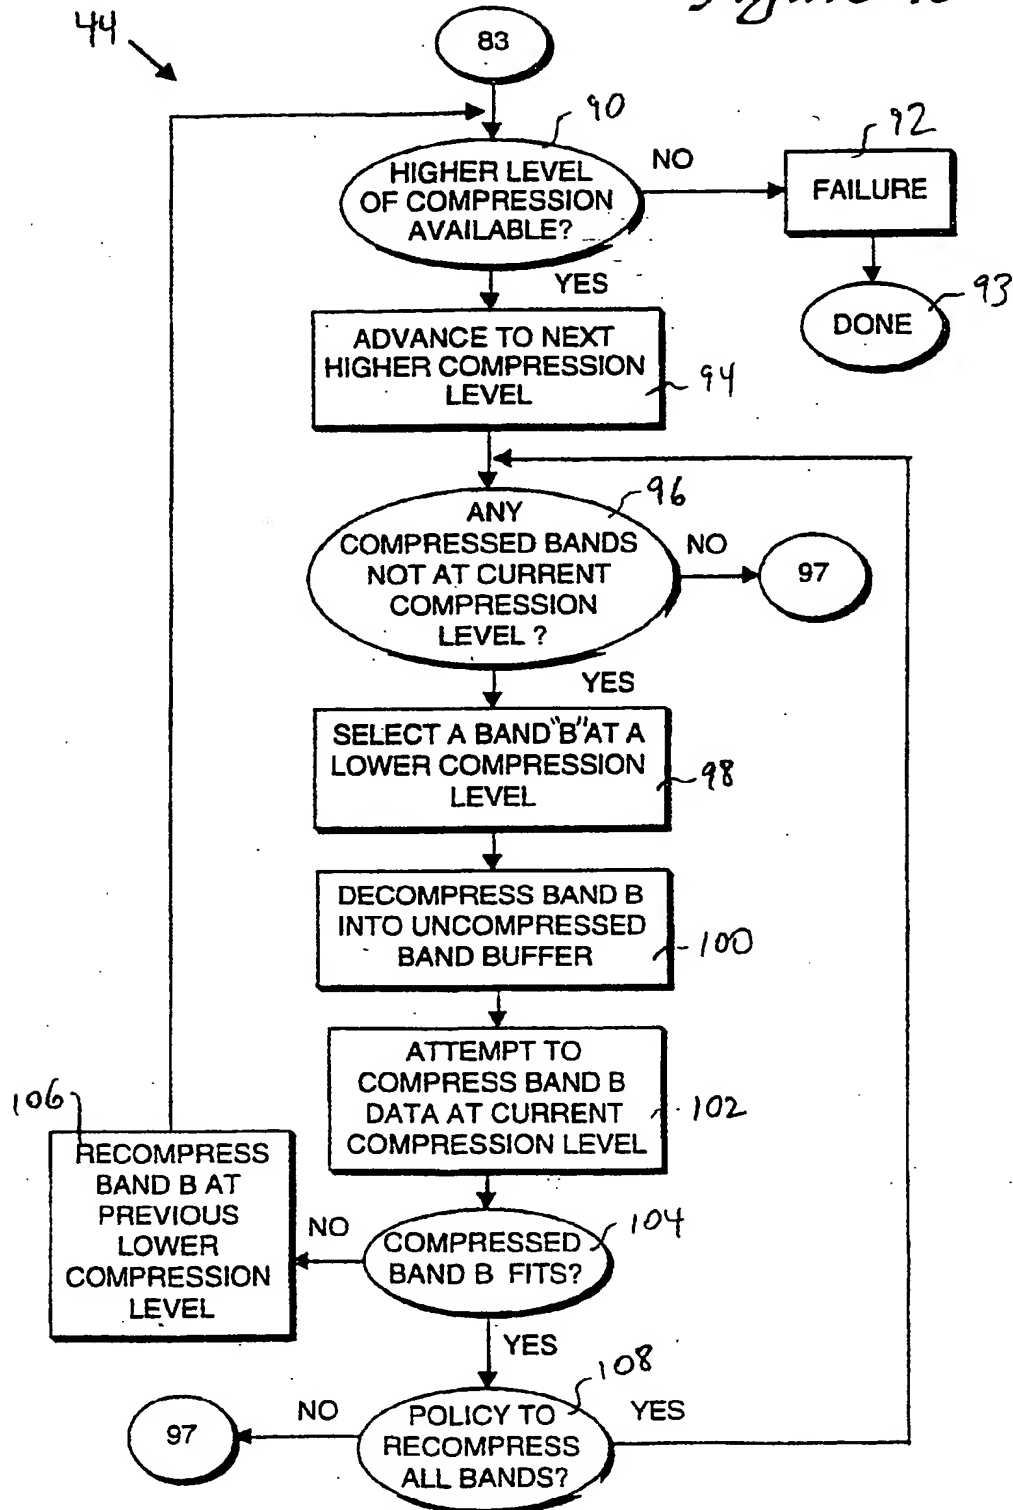 44
83
90
HIGHER LEVEL
OF COMPRESSION
AVAILABLE?
NO
92
FAILURE
YES
DONE
93
ADVANCE TO NEXT
HIGHER COMPRESSION
LEVEL
94
96
ANY
COMPRESSED BANDS
NOT AT CURRENT
COMPRESSION
LEVEL ?
NO
97
YES
SELECT A BAND "B" AT A
LOWER COMPRESSION
LEVEL
98
DECOMPRESS BAND B
INTO UNCOMPRESSED
BAND BUFFER
100
ATTEMPT TO
COMPRESS BAND B
DATA AT CURRENT
COMPRESSION LEVEL
102
106
RECOMPRESS
BAND B AT
PREVIOUS
LOWER
COMPRESSION
LEVEL
NO
COMPRESSED
BAND B FITS?
104
YES
108
97
NO
POLICY TO
RECOMPRESS
ALL BANDS?
YES